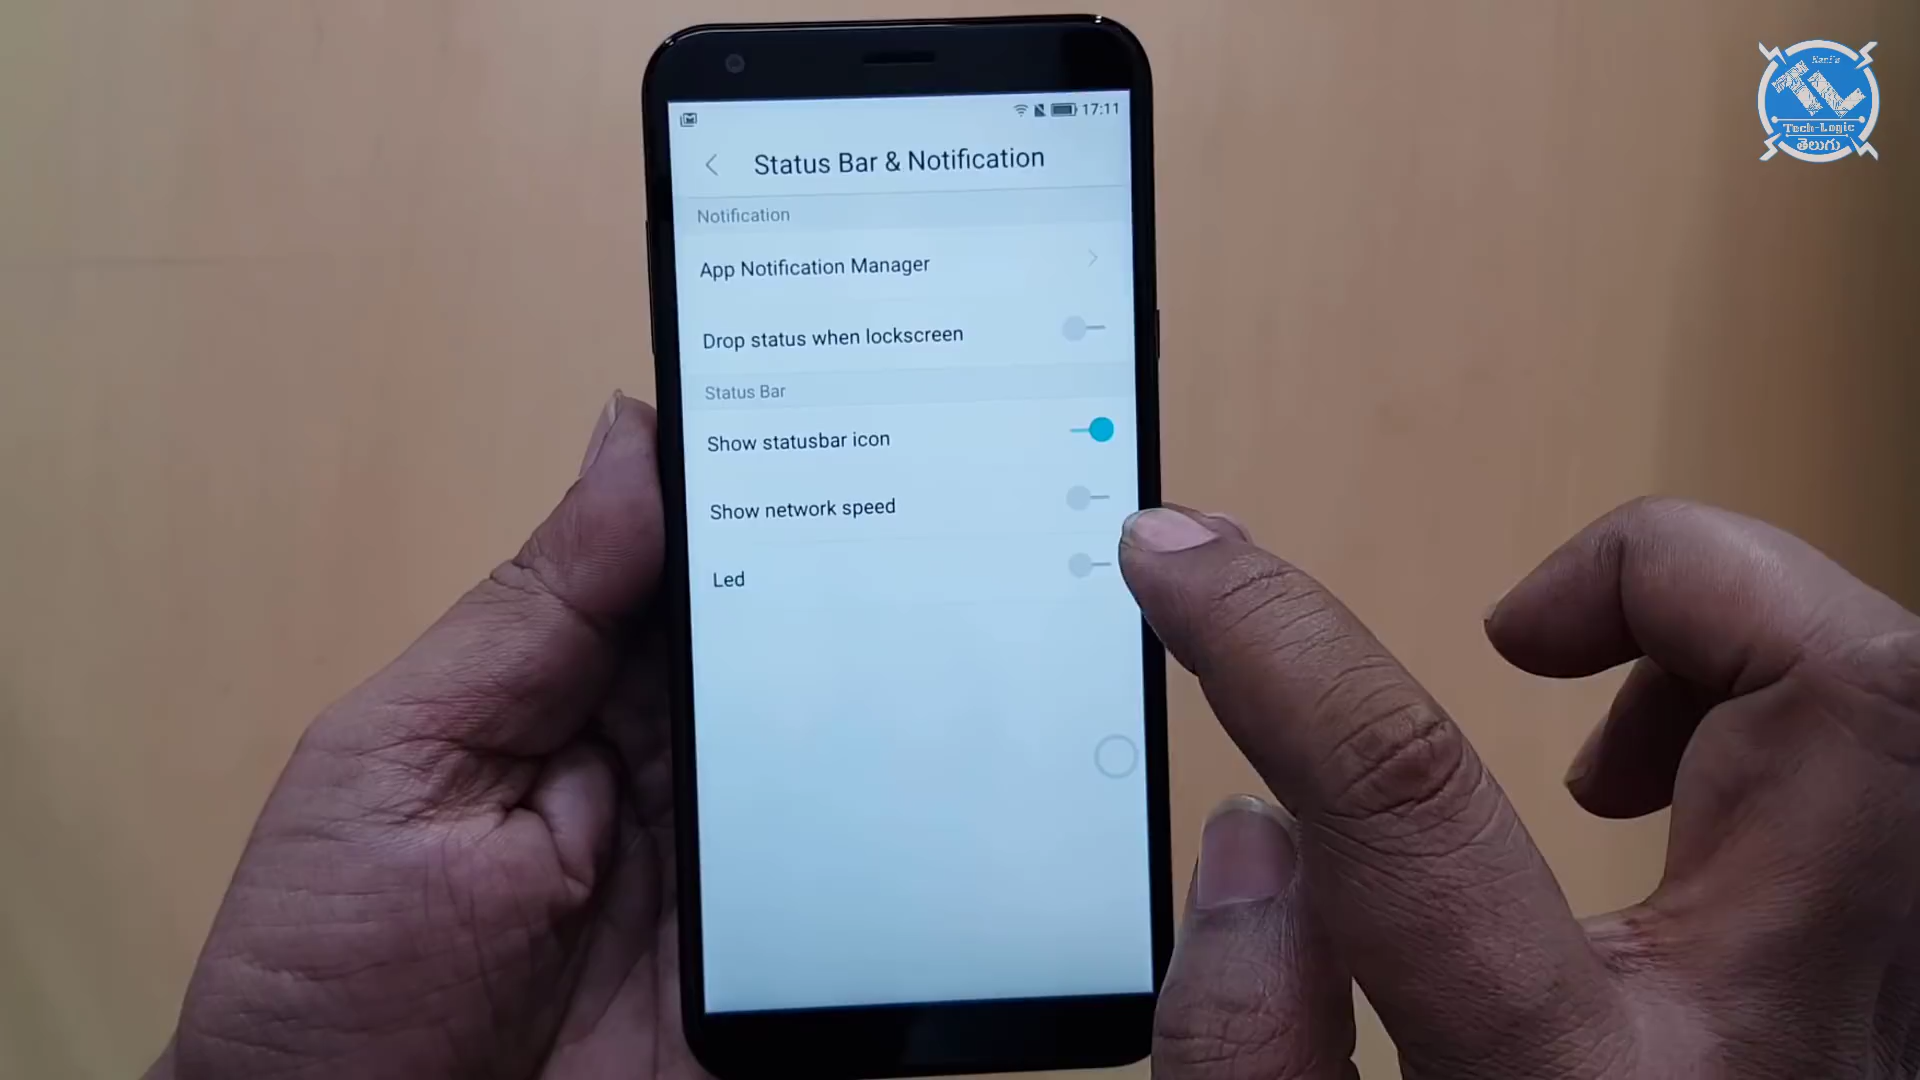 17:11
Status Bar & Notification
Notification
App Notification Manager
Drop status when lockscreen
Status Bar
Show statusbar icon
Show network speed
Led
TL
Tech-Logic
తెలుగు